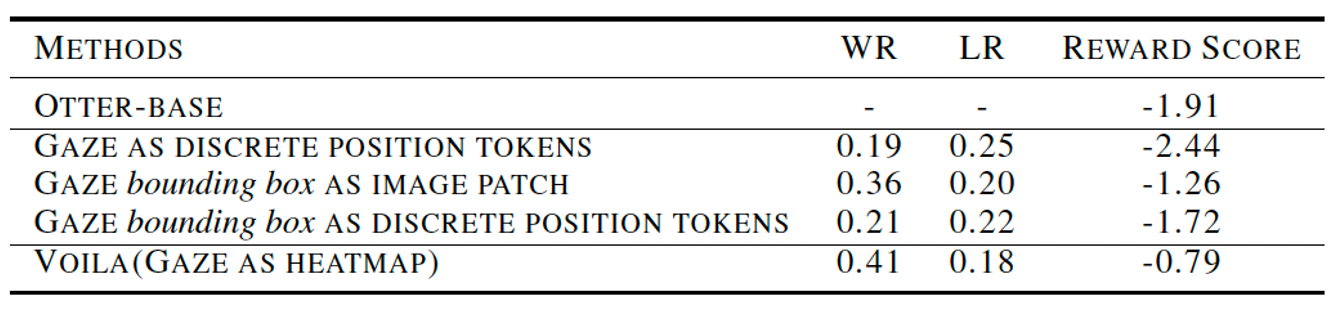 METHODS WR LR REWARD SCORE
OTTER-BASE - - -1.91
GAZE AS DISCRETE POSITION TOKENS 0.19 0.25 -2.44
GAZE bounding box AS IMAGE PATCH 0.36 0.20 -1.26
GAZE bounding box AS DISCRETE POSITION TOKENS 0.21 0.22 -1.72
VOILA(GAZE AS HEATMAP) 0.41 0.18 -0.79